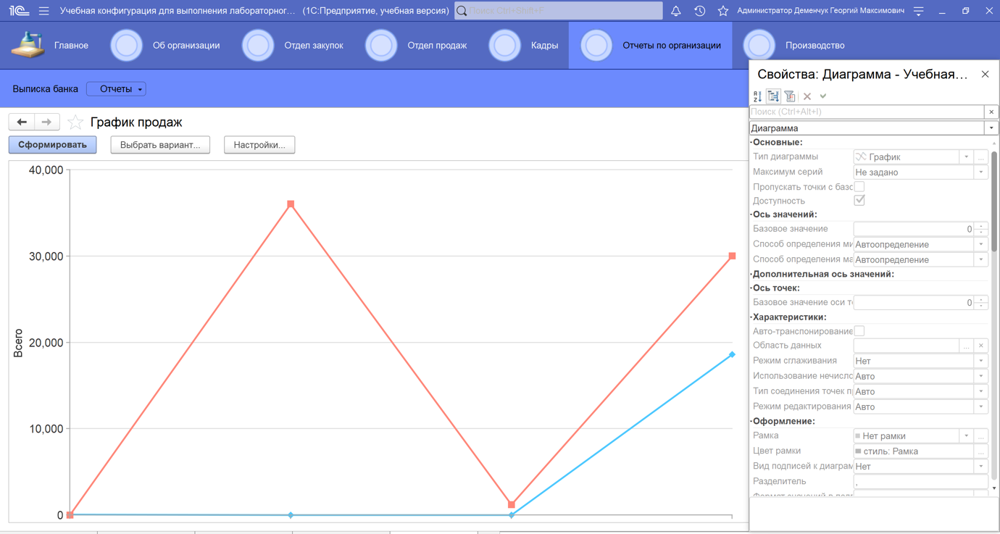 1С Учебная конфигурация для выполнения лабораторног... (1С:Предприятие, учебная версия) Поиск Ctrl+Shift+F Администратор Деменчук Георгий Максимович
Главное Об организации Отдел закупок Отдел продаж Кадры Отчеты по организации Производство
Выписка банка Отчеты
График продаж
Сформировать Выбрать вариант... Настройки...
40,000
30,000
20,000
10,000
0
Всего
Свойства: Диаграмма - Учебная...
Поиск (Ctrl+Alt+I)
Диаграмма
Основные:
Тип диаграммы График
Максимум серий Не задано
Пропускать точки с базо
Доступность
Ось значений:
Базовое значение 0
Способ определения ми Автоопределение
Способ определения ма Автоопределение
Дополнительная ось значений:
Ось точек:
Базовое значение оси т 0
Характеристики:
Авто-транспонирование
Область данных ...
Режим сглаживания Нет
Использование нечисло Авто
Тип соединения точек п Авто
Режим редактирования Авто
Оформление:
Рамка Нет рамки ...
Цвет рамки стиль: Рамка ...
Вид подписей к диаграм Нет
Разделитель ,